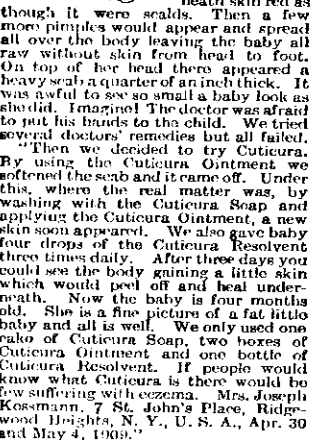 neath skin red as
though it were scalds. Then a few
more pimples would appear and spread
all over the body leaving the baby all
raw without skin from head to foot.
On top of her head there appeared a
heavy scab a quarter of an inch thick. It
was awful to see so small a baby look as
she did. Imagine! The doctor was afraid
to put his hands to the child. We tried
several doctors' remedies but all failed.
"Then we decided to try Cuticura.
By using the Cuticura Ointment we
softened the scab and it came off. Under
this, where the real matter was, by
washing with the Cuticura Soap and
applying the Cuticura Ointment, a new
skin soon appeared. We also gave baby
four drops of the Cuticura Resolvent
three times daily. After three days you
could see the body gaining a little skin
which would peel off and heal under-
neath. Now the baby is four months
old. She is a fine picture of a fat little
baby and all is well. We only used one
cake of Cuticura Soap, two boxes of
Cuticura Ointment and one bottle of
Cuticura Resolvent. If people would
know what Cuticura is there would be
few suffering with eczema. Mrs. Joseph
Kossmann, 7 St. John's Place, Ridge-
wood Heights, N. Y., U. S. A., Apr. 30
and May 4, 1909."